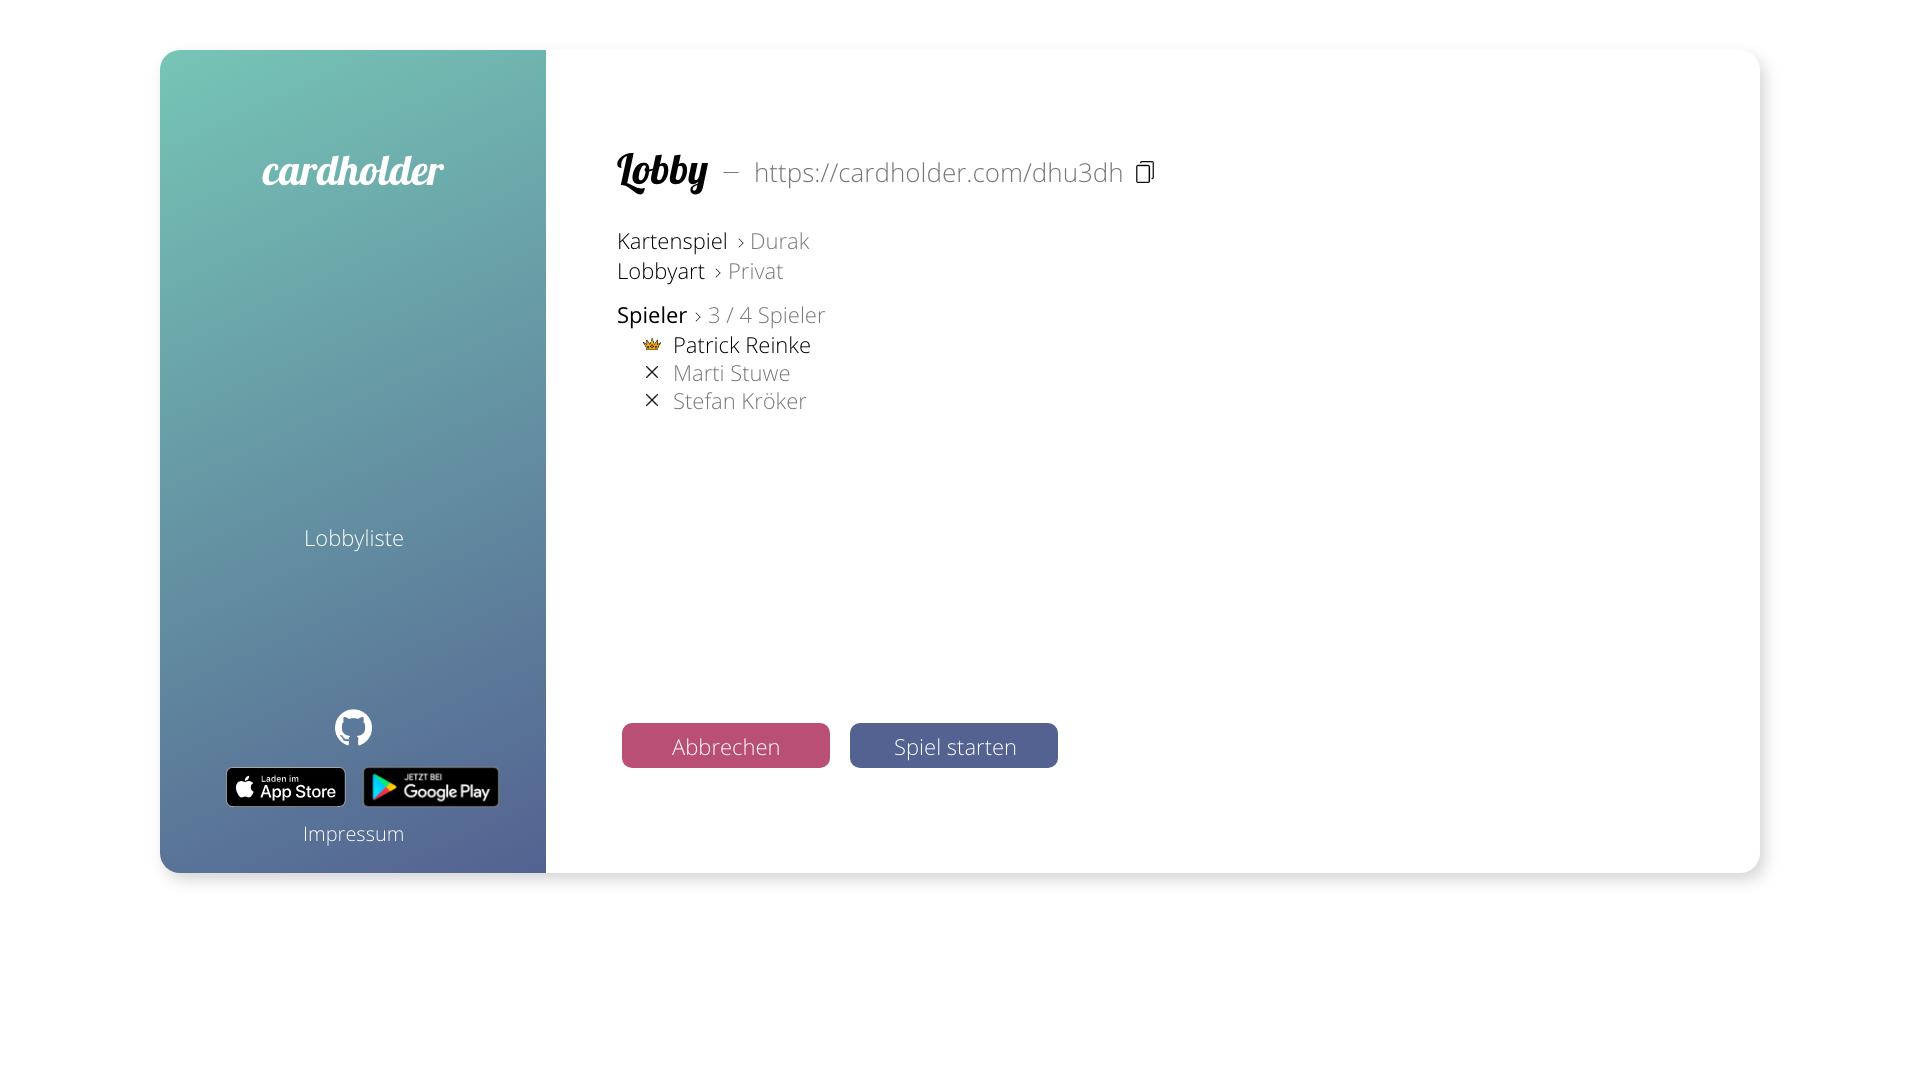 cardholder
Lobby – https://cardholder.com/dhu3dh
Kartenspiel › Durak
Lobbyart › Privat
Spieler › 3 / 4 Spieler
Patrick Reinke
Marti Stuwe
Stefan Kröker
Lobbyliste
Abbrechen
Spiel starten
Laden im
App Store
JETZT BEI
Google Play
Impressum